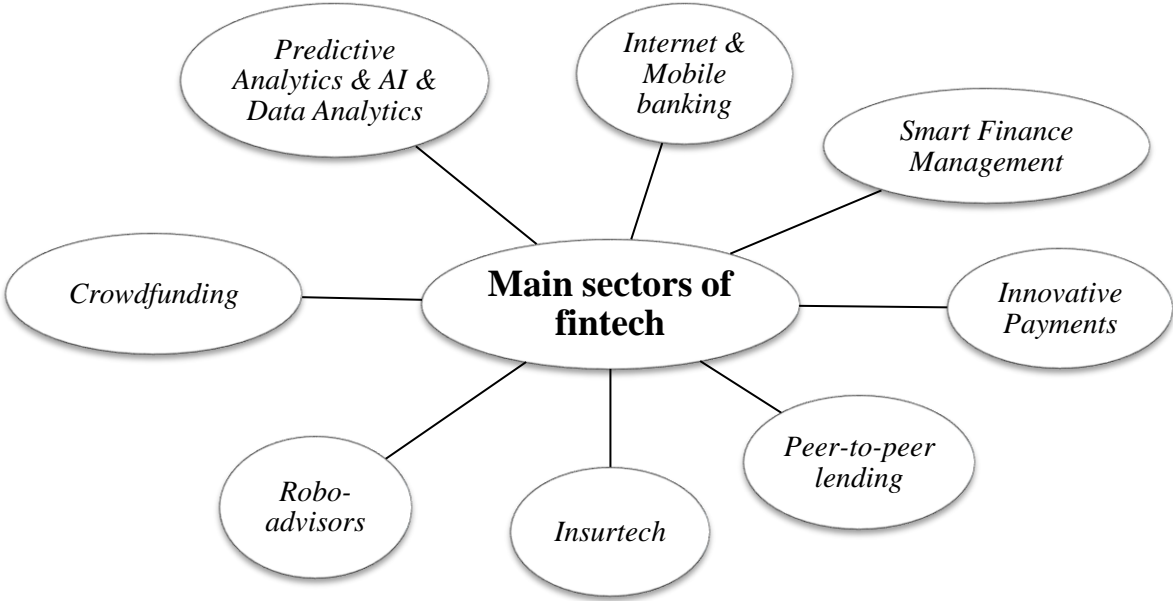 Predictive
Analytics & AI &
Data Analytics
Internet &
Mobile
banking
Smart Finance
Management
Crowdfunding
Main sectors of
fintech
Innovative
Payments
Robo-
advisors
Insurtech
Peer-to-peer
lending